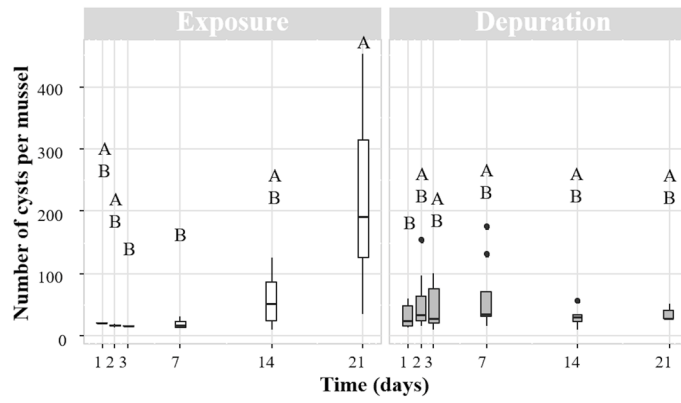 Exposure Depuration
Number of cysts per mussel
400
300
200
100
0
A
B
A
B
B
B
A
B
A
B
A
B
A
B
A
B
A
B
A
B
1 2 3 7 14 21 1 2 3 7 14 21
Time (days)